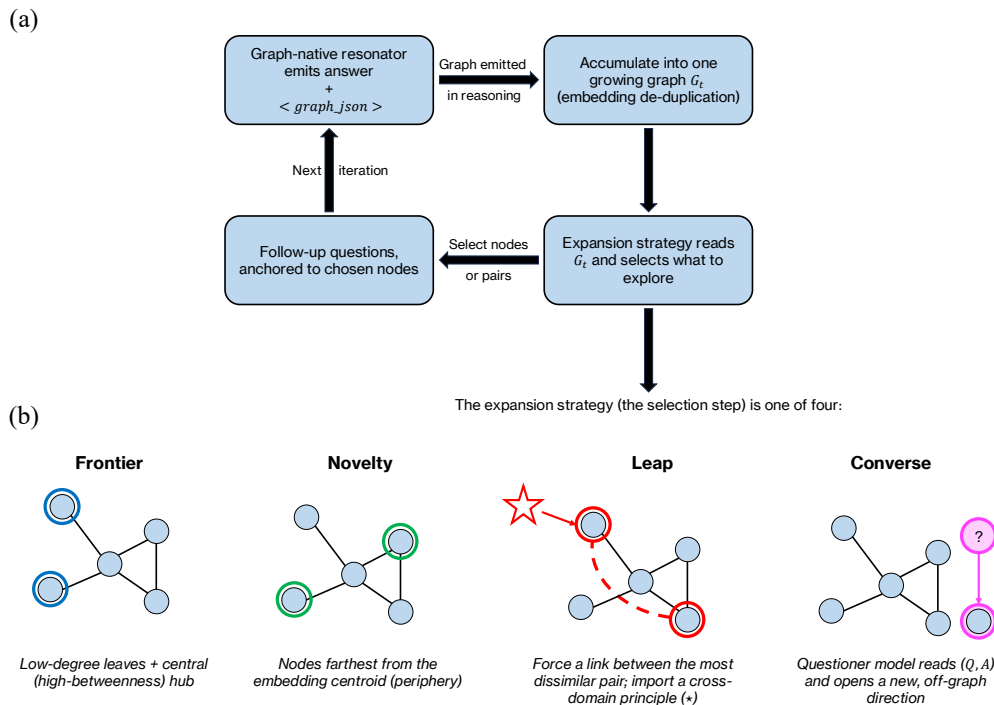 (a)
Graph-native resonator
emits answer
+
< graph_json >
Graph emitted
in reasoning
Accumulate into one
growing graph G_t
(embedding de-duplication)
Next iteration
Follow-up questions,
anchored to chosen nodes
Select nodes
or pairs
Expansion strategy reads
G_t and selects what to
explore
The expansion strategy (the selection step) is one of four:
(b)
Frontier
Novelty
Leap
Converse
?
Low-degree leaves + central
(high-betweenness) hub
Nodes farthest from the
embedding centroid (periphery)
Force a link between the most
dissimilar pair; import a cross-
domain principle (⋆)
Questioner model reads (Q, A)
and opens a new, off-graph
direction